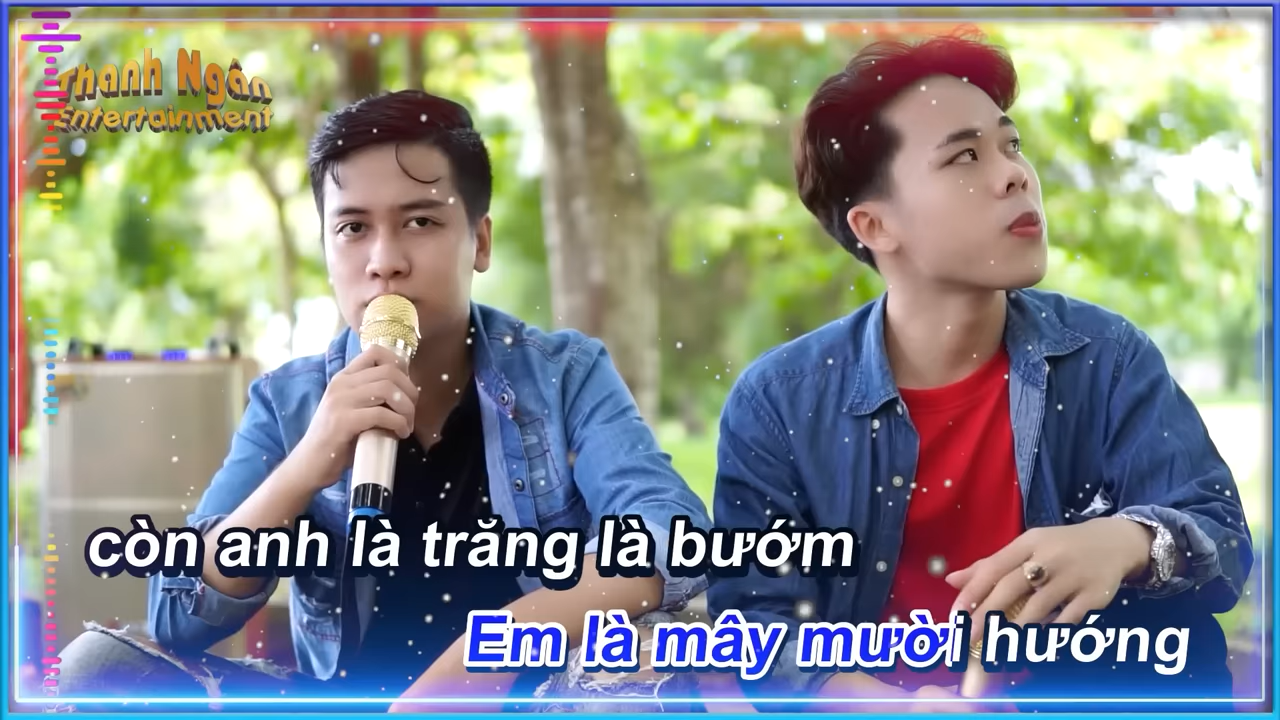 Thanh Ngân
Entertainment
còn anh là trăng là bướm
Em là mây mười hướng